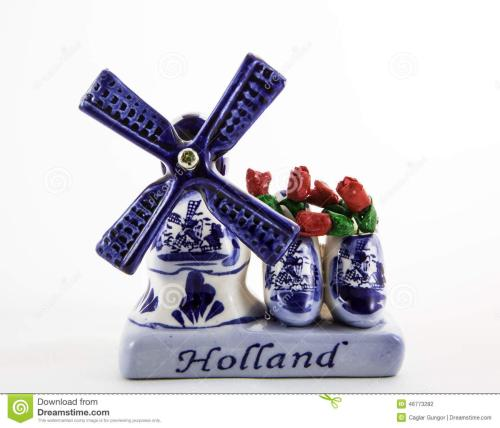 Holland
Download from
Dreamstime.com
This watermarked comp image is for previewing purposes only.
46773282
Caglar Gungor | Dreamstime.com